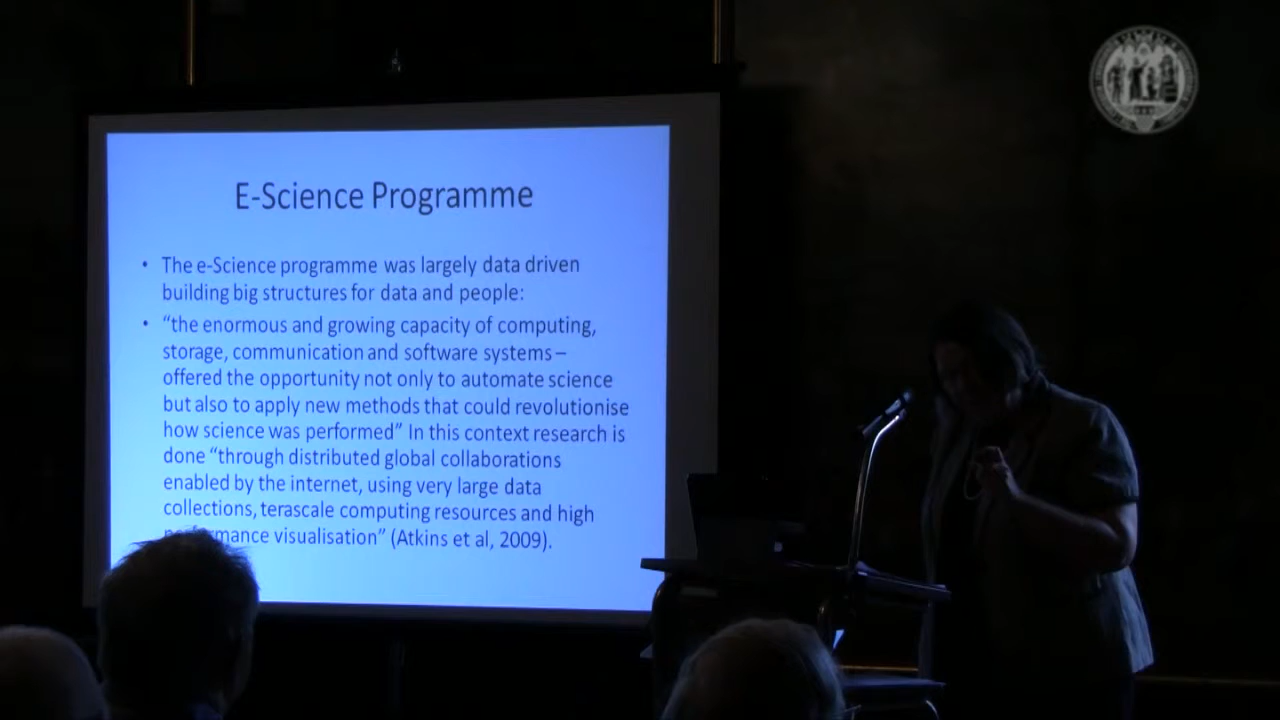 E-Science Programme
• The e-Science programme was largely data driven
building big structures for data and people:
• “the enormous and growing capacity of computing,
storage, communication and software systems –
offered the opportunity not only to automate science
but also to apply new methods that could revolutionise
how science was performed” In this context research is
done “through distributed global collaborations
enabled by the internet, using very large data
collections, terascale computing resources and high
visualisation” (Atkins et al, 2009).